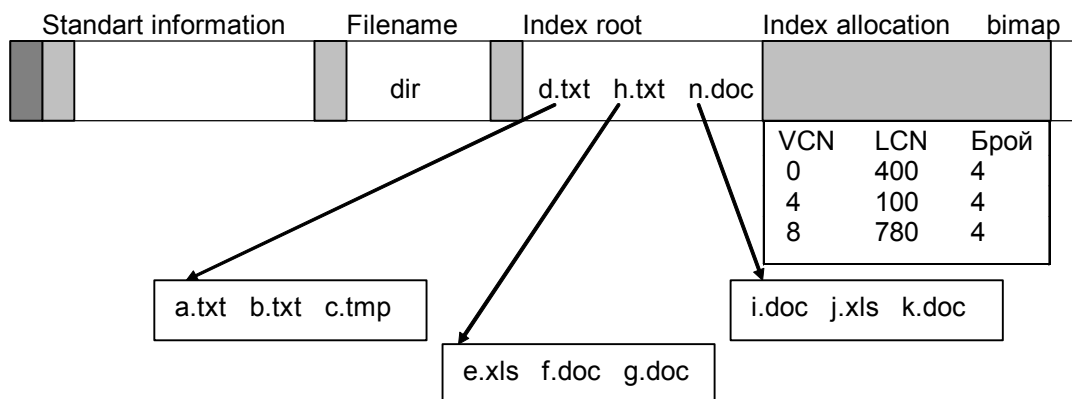 Standart information Filename Index root Index allocation bimap
dir d.txt h.txt n.doc
VCN LCN Брой
0 400 4
4 100 4
8 780 4
a.txt b.txt c.tmp
i.doc j.xls k.doc
e.xls f.doc g.doc